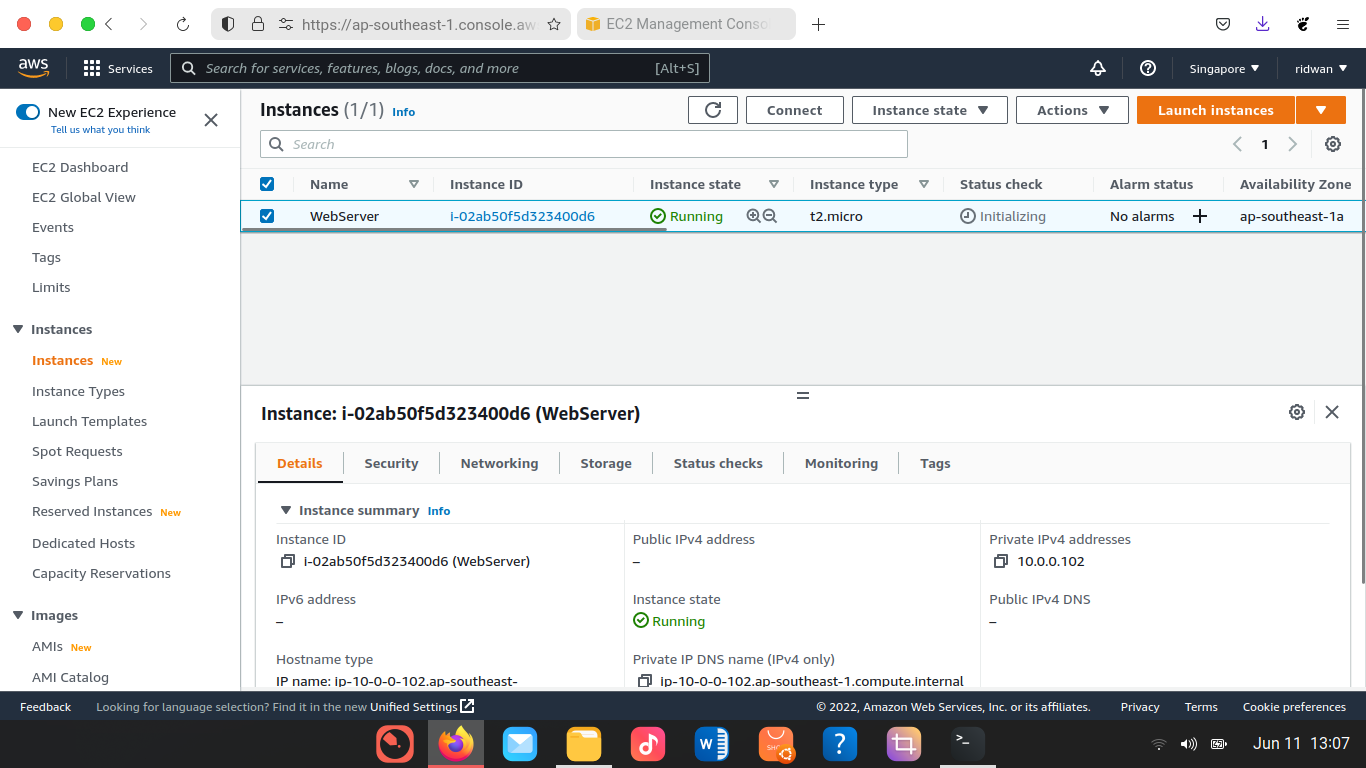 https://ap-southeast-1.console.aw
EC2 Management Conso
aws
Services
Search for services, features, blogs, docs, and more
[Alt+S]
Singapore
ridwan
New EC2 Experience
Tell us what you think
EC2 Dashboard
EC2 Global View
Events
Tags
Limits
Instances
Instances New
Instance Types
Launch Templates
Spot Requests
Savings Plans
Reserved Instances New
Dedicated Hosts
Capacity Reservations
Images
AMIs New
AMI Catalog
Instances (1/1) Info
Connect
Instance state
Actions
Launch instances
Search
1
Name Instance ID Instance state Instance type Status check Alarm status Availability Zone
WebServer i-02ab50f5d323400d6 Running t2.micro Initializing No alarms ap-southeast-1a
Instance: i-02ab50f5d323400d6 (WebServer)
Details Security Networking Storage Status checks Monitoring Tags
Instance summary Info
Instance ID
i-02ab50f5d323400d6 (WebServer)
Public IPv4 address
–
Private IPv4 addresses
10.0.0.102
IPv6 address
–
Instance state
Running
Public IPv4 DNS
–
Hostname type
IP name: ip-10-0-0-102.ap-southeast-
Private IP DNS name (IPv4 only)
ip-10-0-0-102.ap-southeast-1.compute.internal
Feedback
Looking for language selection? Find it in the new Unified Settings
© 2022, Amazon Web Services, Inc. or its affiliates.
Privacy
Terms
Cookie preferences
W
?
>_
Jun 11 13:07